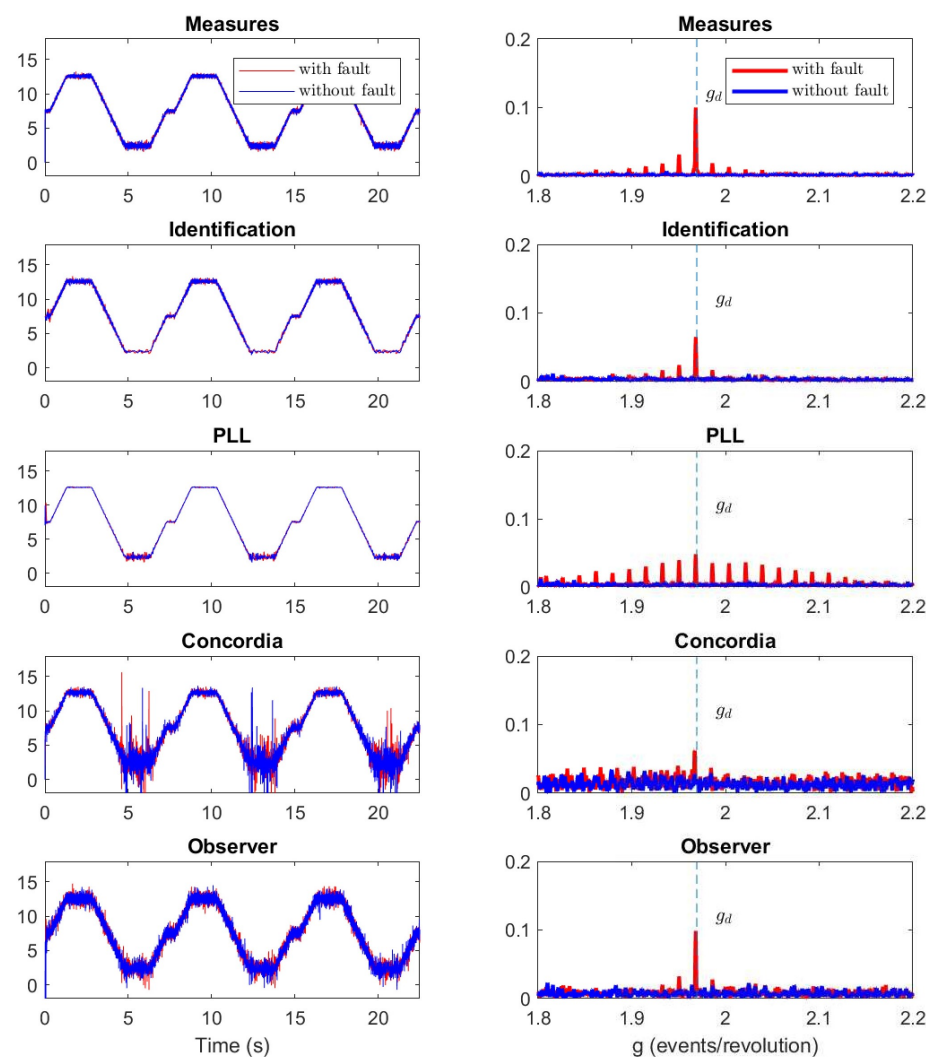 Measures
with fault
without fault
15
10
5
0
0 5 10 15 20
Measures
with fault
without fault
g_d
0.2
0.1
0
1.8 1.9 2 2.1 2.2
Identification
15
10
5
0
0 5 10 15 20
Identification
g_d
0.2
0.1
0
1.8 1.9 2 2.1 2.2
PLL
15
10
5
0
0 5 10 15 20
PLL
g_d
0.2
0.1
0
1.8 1.9 2 2.1 2.2
Concordia
15
10
5
0
0 5 10 15 20
Concordia
g_d
0.2
0.1
0
1.8 1.9 2 2.1 2.2
Observer
15
10
5
0
0 5 10 15 20
Time (s)
Observer
g_d
0.2
0.1
0
1.8 1.9 2 2.1 2.2
g (events/revolution)